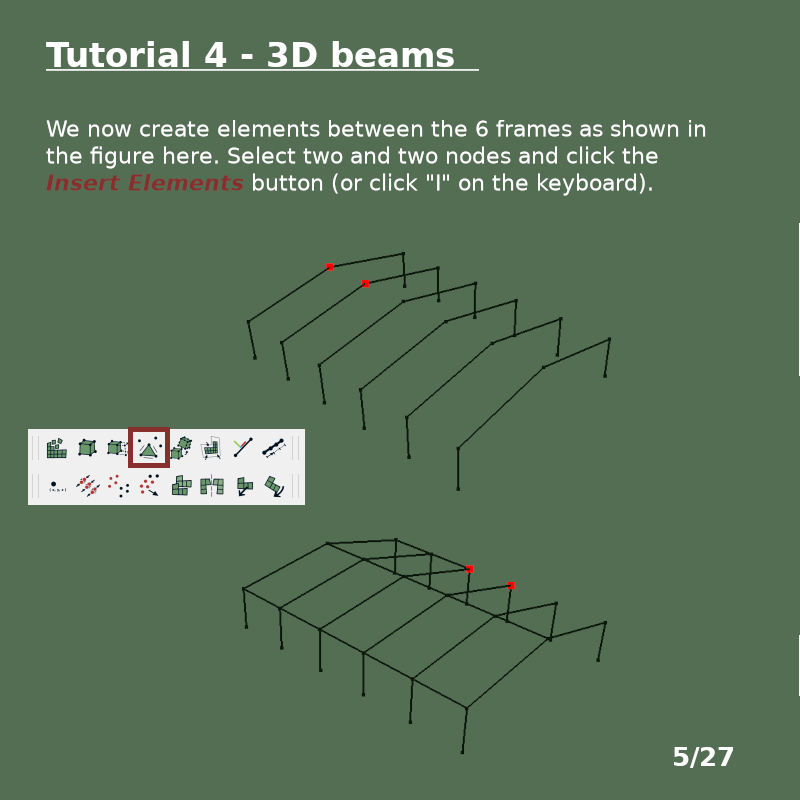 Tutorial 4 - 3D beams
We now create elements between the 6 frames as shown in
the figure here. Select two and two nodes and click the
Insert Elements button (or click "I" on the keyboard).
5/27